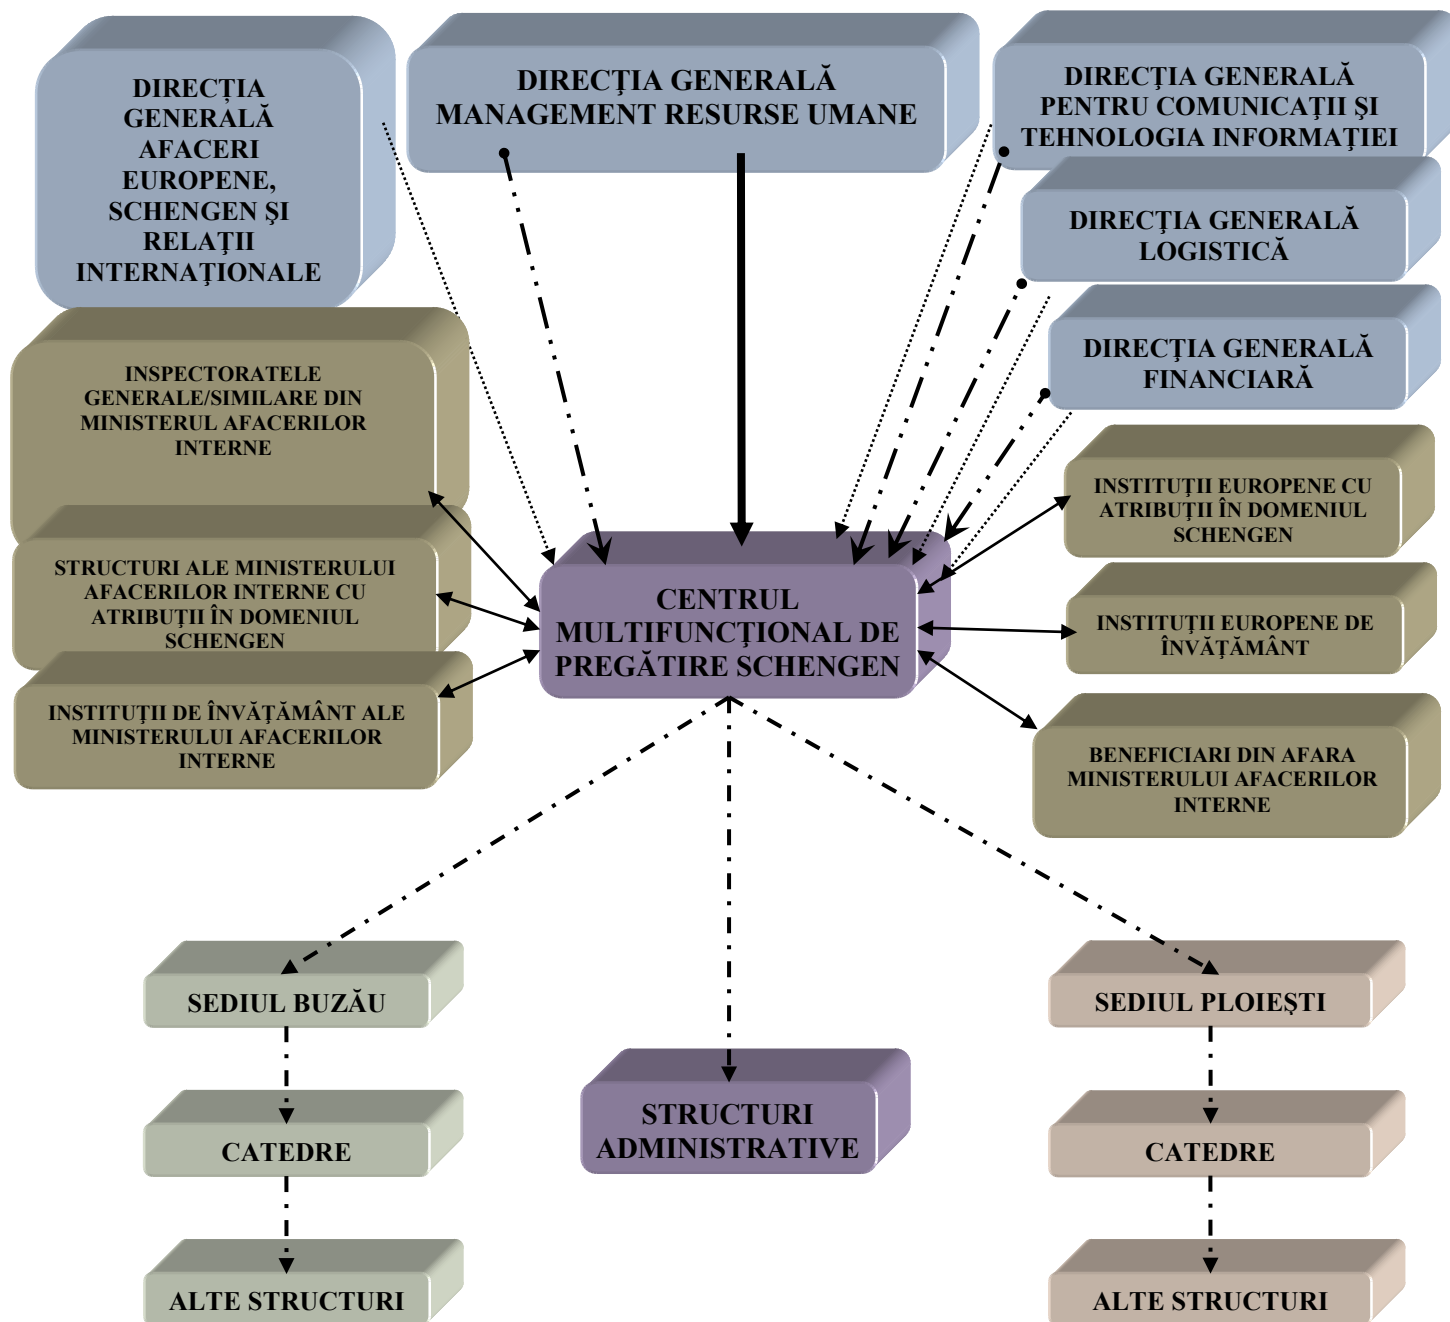 DIRECȚIA
GENERALĂ
AFACERI
EUROPENE,
SCHENGEN ŞI
RELAŢII
INTERNAŢIONALE
DIRECŢIA GENERALĂ
MANAGEMENT RESURSE UMANE
DIRECŢIA GENERALĂ
PENTRU COMUNICAŢII ŞI
TEHNOLOGIA INFORMAŢIEI
DIRECŢIA GENERALĂ
LOGISTICĂ
DIRECŢIA GENERALĂ
FINANCIARĂ
INSPECTORATELE
GENERALE/SIMILARE DIN
MINISTERUL AFACERILOR
INTERNE
STRUCTURI ALE MINISTERULUI
AFACERILOR INTERNE CU
ATRIBUŢII ÎN DOMENIUL
SCHENGEN
INSTITUŢII DE ÎNVĂŢĂMÂNT ALE
MINISTERULUI AFACERILOR
INTERNE
CENTRUL
MULTIFUNCŢIONAL DE
PREGĂTIRE SCHENGEN
INSTITUŢII EUROPENE CU
ATRIBUŢII ÎN DOMENIUL
SCHENGEN
INSTITUŢII EUROPENE DE
ÎNVĂŢĂMÂNT
BENEFICIARI DIN AFARA
MINISTERULUI AFACERILOR
INTERNE
SEDIUL BUZĂU
CATEDRE
ALTE STRUCTURI
STRUCTURI
ADMINISTRATIVE
SEDIUL PLOIEŞTI
CATEDRE
ALTE STRUCTURI